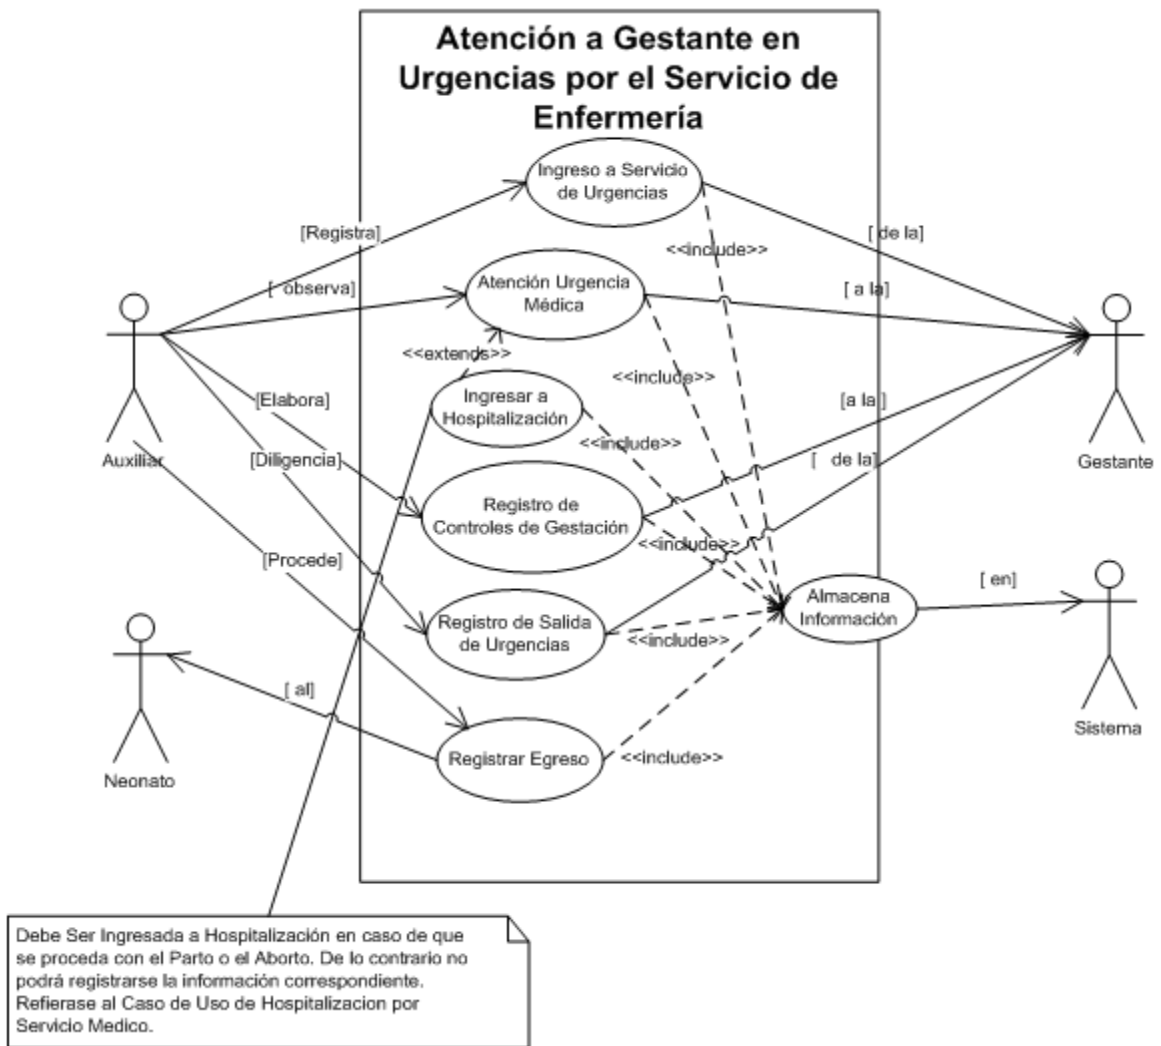 Atención a Gestante en
Urgencias por el Servicio de
Enfermería
Ingreso a Servicio
de Urgencias
[Registra]
[ de la]
<<include>>
[ observa]
Atención Urgencia
Médica
[ a la]
<<extends>>
<<include>>
[Elabora]
Ingresar a
Hospitalización
[a la ]
<<include>>
Auxiliar
[Diligencia]
[ de la]
Gestante
Registro de
Controles de Gestación
<<include>>
[Procede]
[ en]
Almacena
Información
Registro de Salida
de Urgencias
<<include>>
[ al]
Sistema
Neonato
Registrar Egreso
<<include>>
Debe Ser Ingresada a Hospitalización en caso de que
se proceda con el Parto o el Aborto. De lo contrario no
podrá registrarse la información correspondiente.
Refierase al Caso de Uso de Hospitalizacion por
Servicio Medico.